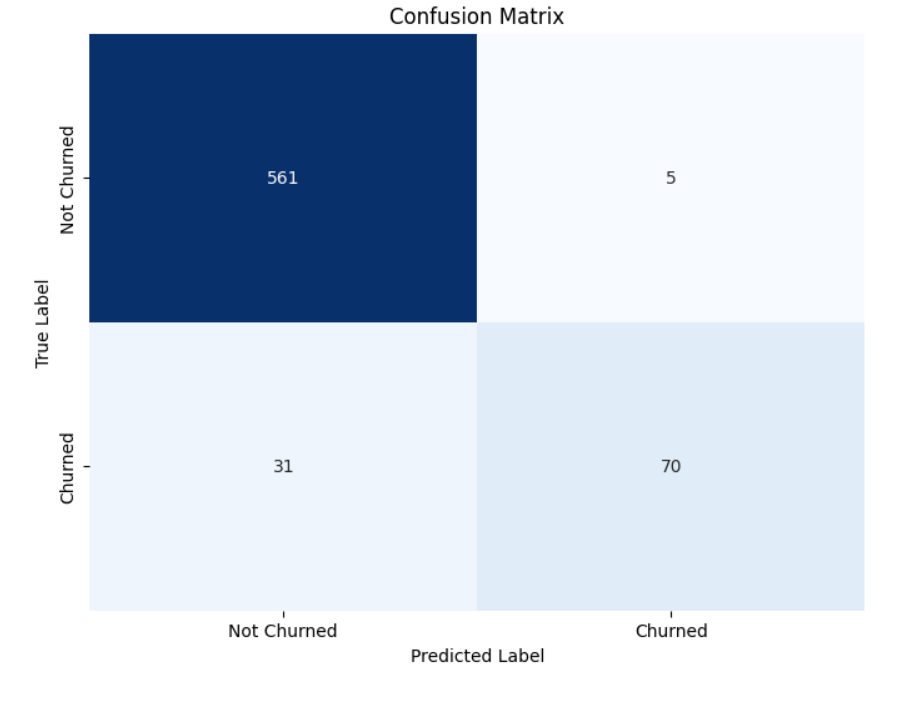 Confusion Matrix
Not Churned
561
5
True Label
Churned
31
70
Not Churned
Churned
Predicted Label